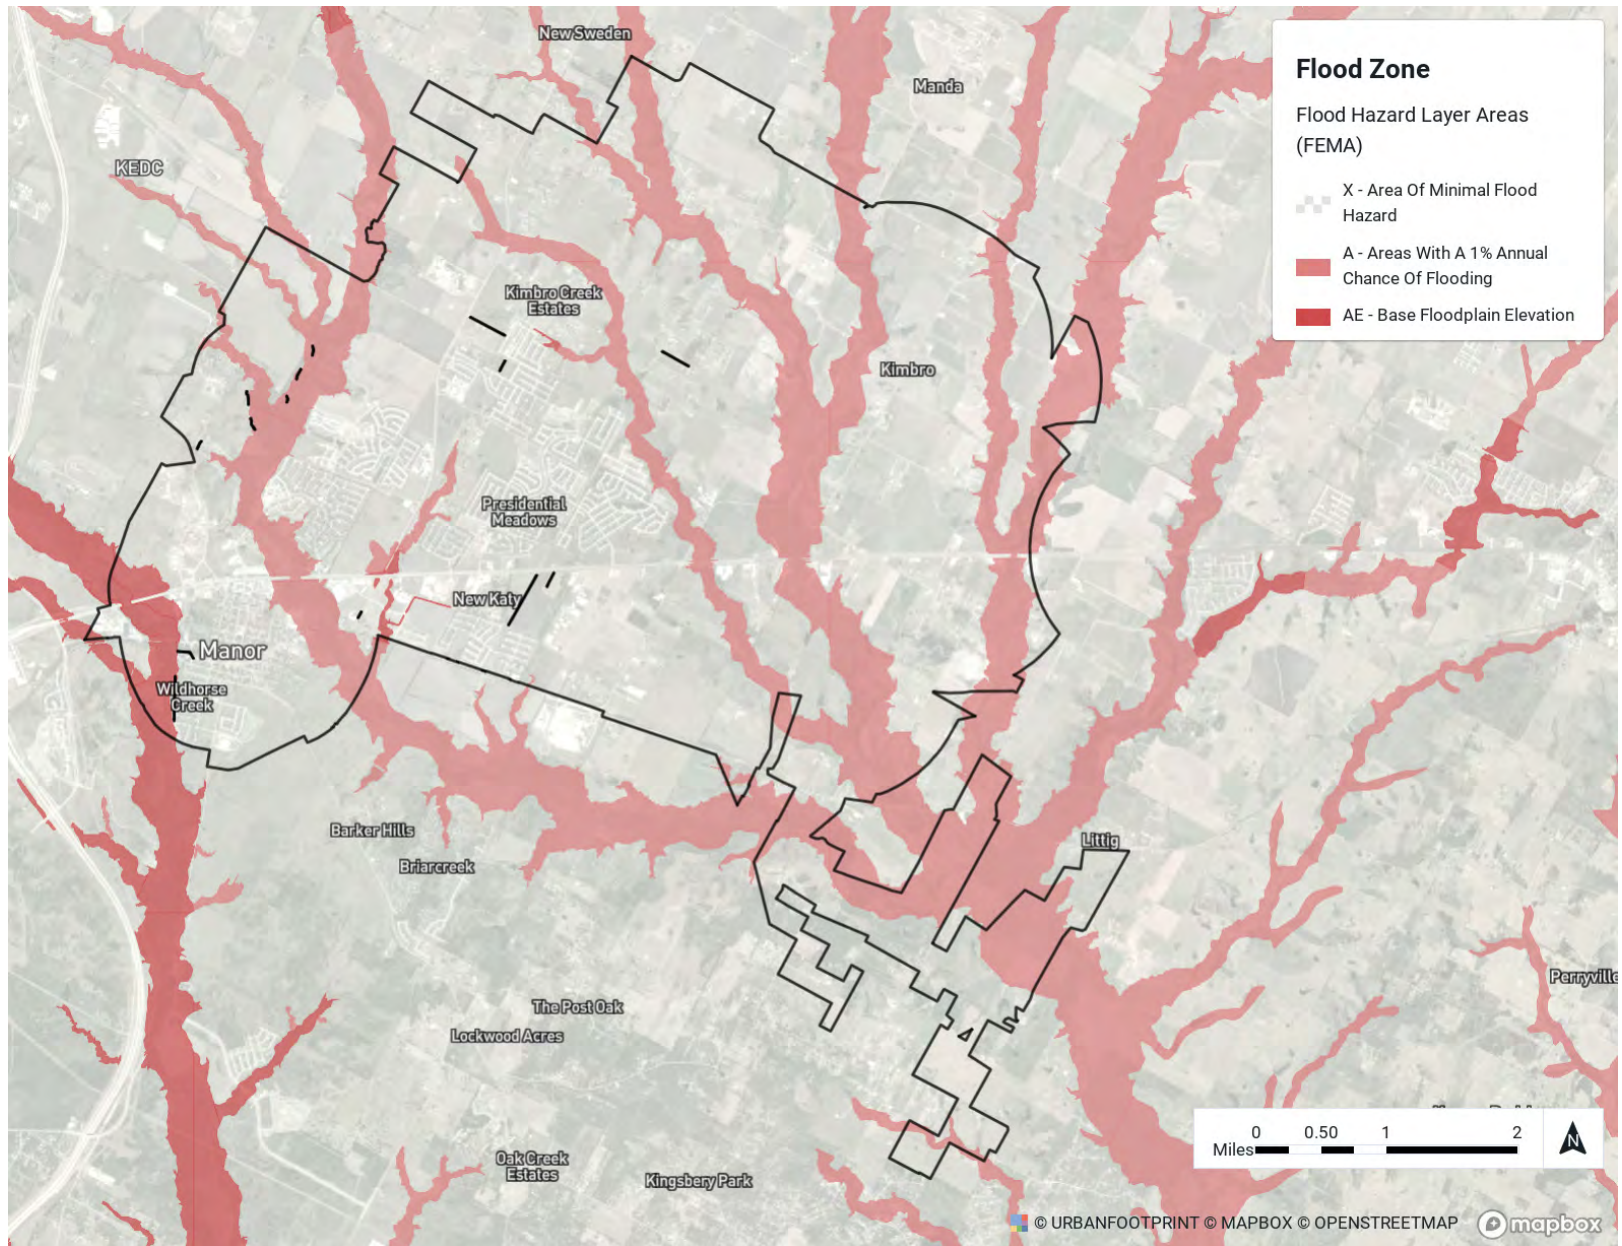 New Sweden
Manda
KEDC
Kimbro Creek
Estates
Kimbro
Presidential
Meadows
New Katy
Manor
Wildhorse
Creek
Barker Hills
Briarcreek
Littig
The Post Oak
Lockwood Acres
Perryville
Oak Creek
Estates
Kingsbery Park
Flood Zone
Flood Hazard Layer Areas
(FEMA)
X - Area Of Minimal Flood
Hazard
A - Areas With A 1% Annual
Chance Of Flooding
AE - Base Floodplain Elevation
0 0.50 1 2
Miles
N
© URBANFOOTPRINT © MAPBOX © OPENSTREETMAP
mapbox